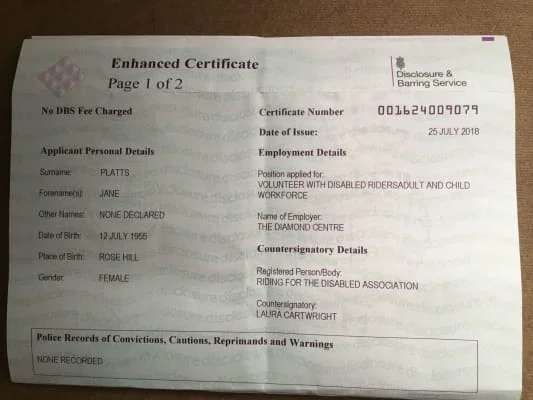 Enhanced Certificate
Page 1 of 2
Disclosure &
Barring Service
No DBS Fee Charged
Certificate Number 001624009079
Date of Issue: 25 JULY 2018
Applicant Personal Details
Surname: PLATTS
Forename(s): JANE
Other Names: NONE DECLARED
Date of Birth: 12 JULY 1955
Place of Birth: ROSE HILL
Gender: FEMALE
Employment Details
Position applied for:
VOLUNTEER WITH DISABLED RIDERSADULT AND CHILD
WORKFORCE
Name of Employer:
THE DIAMOND CENTRE
Countersignatory Details
Registered Person/Body:
RIDING FOR THE DISABLED ASSOCIATION
Countersignatory:
LAURA CARTWRIGHT
Police Records of Convictions, Cautions, Reprimands and Warnings
NONE RECORDED